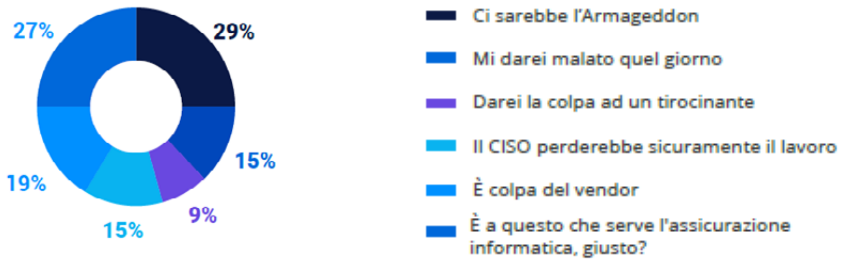 27%
29%
15%
9%
15%
19%
Ci sarebbe l'Armageddon
Mi darei malato quel giorno
Darei la colpa ad un tirocinante
Il CISO perderebbe sicuramente il lavoro
È colpa del vendor
È a questo che serve l'assicurazione
informatica, giusto?